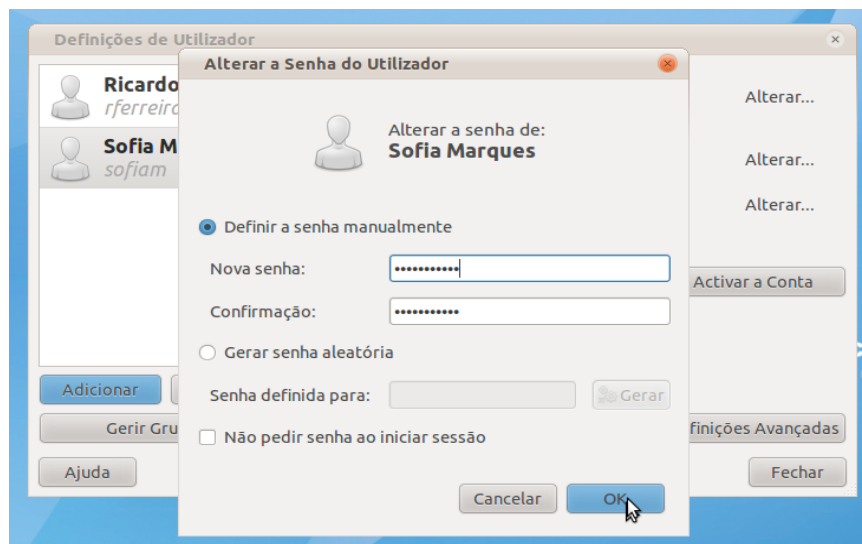 Definições de Utilizador
Alterar a Senha do Utilizador
Ricardo
rferreira
Alterar...
Alterar a senha de:
Sofia Marques
Sofia M
sofiam
Alterar...
Alterar...
Definir a senha manualmente
Nova senha:
•••••••••••
Activar a Conta
Confirmação:
•••••••••••
Gerar senha aleatória
Adicionar
Senha definida para:
Gerar
Gerir Gru
Não pedir senha ao iniciar sessão
finições Avançadas
Ajuda
Cancelar
OK
Fechar